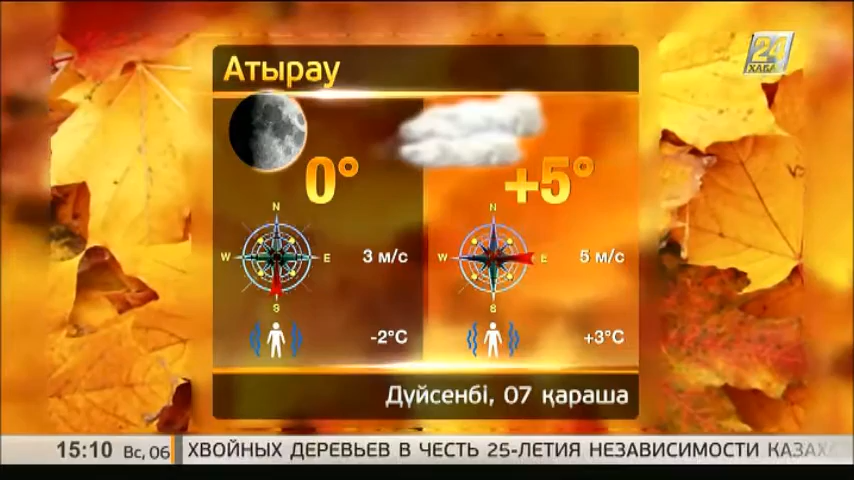 Атырау
24
ХАБАР
0°
+5°
N
W
E
S
3 м/с
N
W
E
S
5 м/с
-2°C
+3°C
Дүйсенбі, 07 қараша
15:10 Вс, 06
ХВОЙНЫХ ДЕРЕВЬЕВ В ЧЕСТЬ 25-ЛЕТИЯ НЕЗАВИСИМОСТИ КАЗАХ